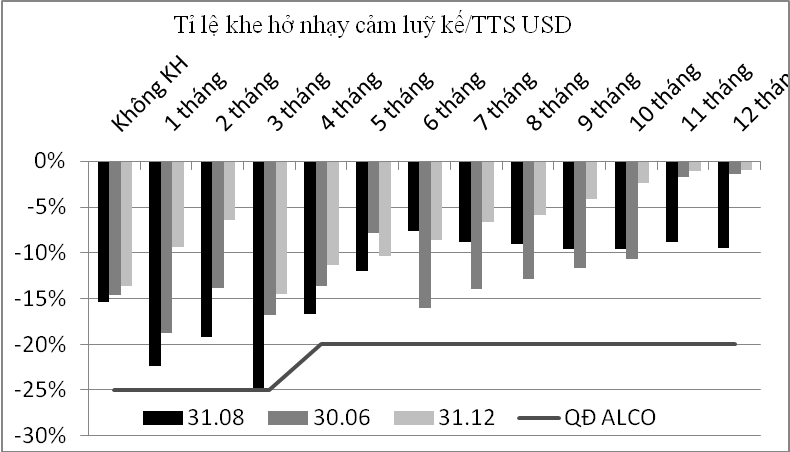 Tỉ lệ khe hở nhạy cảm luỹ kế/TTS USD
Không KH
1 tháng
2 tháng
3 tháng
4 tháng
5 tháng
6 tháng
7 tháng
8 tháng
9 tháng
10 tháng
11 tháng
12 thán
0%
-5%
-10%
-15%
-20%
-25%
-30%
31.08 30.06 31.12 QĐ ALCO